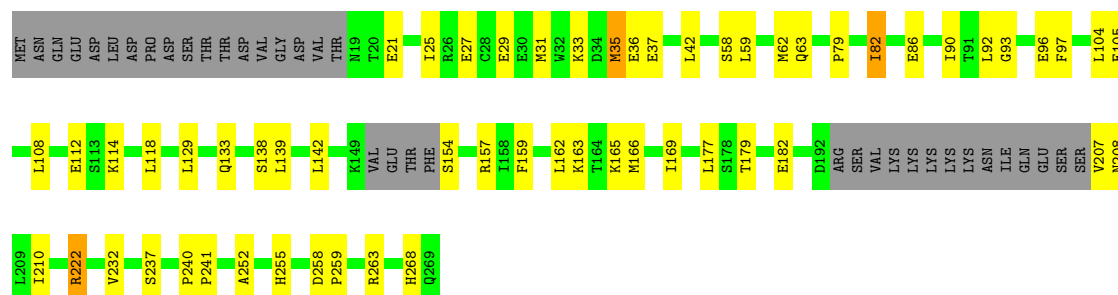 MET ASN GLN GLU ASP LEU ASP PRO ASP SER THR THR ASP VAL GLY ASP VAL THR N19 T20 E21 I25 R26 E27 C28 E29 E30 M31 W32 K33 D34 M35 E36 E37 L42 S58 L59 M62 Q63 P79 I82 E86 I90 T91 L92 G93 E96 F97 L104
L108 E112 S113 K114 L118 L129 Q133 S138 L139 L142 K149 VAL GLU THR PHE S154 R157 I158 F159 L162 K163 T164 K165 M166 I169 L177 S178 T179 E182 D192 ARG SER VAL LYS LYS LYS LYS LYS ASN ILE GLN GLU SER SER V207 N208
L209 I210 R222 V232 S237 P240 P241 A252 H255 D258 P259 R263 H268 Q269